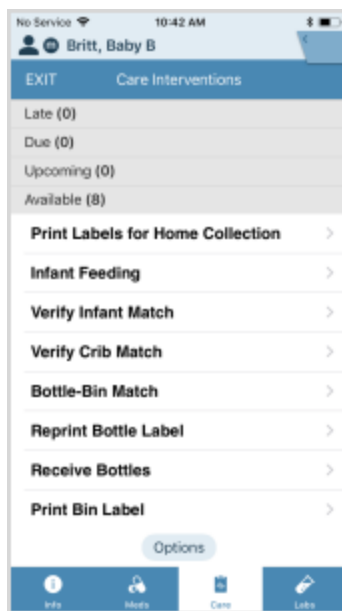 No Service 10:42 AM
Britt, Baby B
EXIT Care Interventions
Late (0)
Due (0)
Upcoming (0)
Available (8)
Print Labels for Home Collection
Infant Feeding
Verify Infant Match
Verify Crib Match
Bottle-Bin Match
Reprint Bottle Label
Receive Bottles
Print Bin Label
Options
Info Meds Care Labs